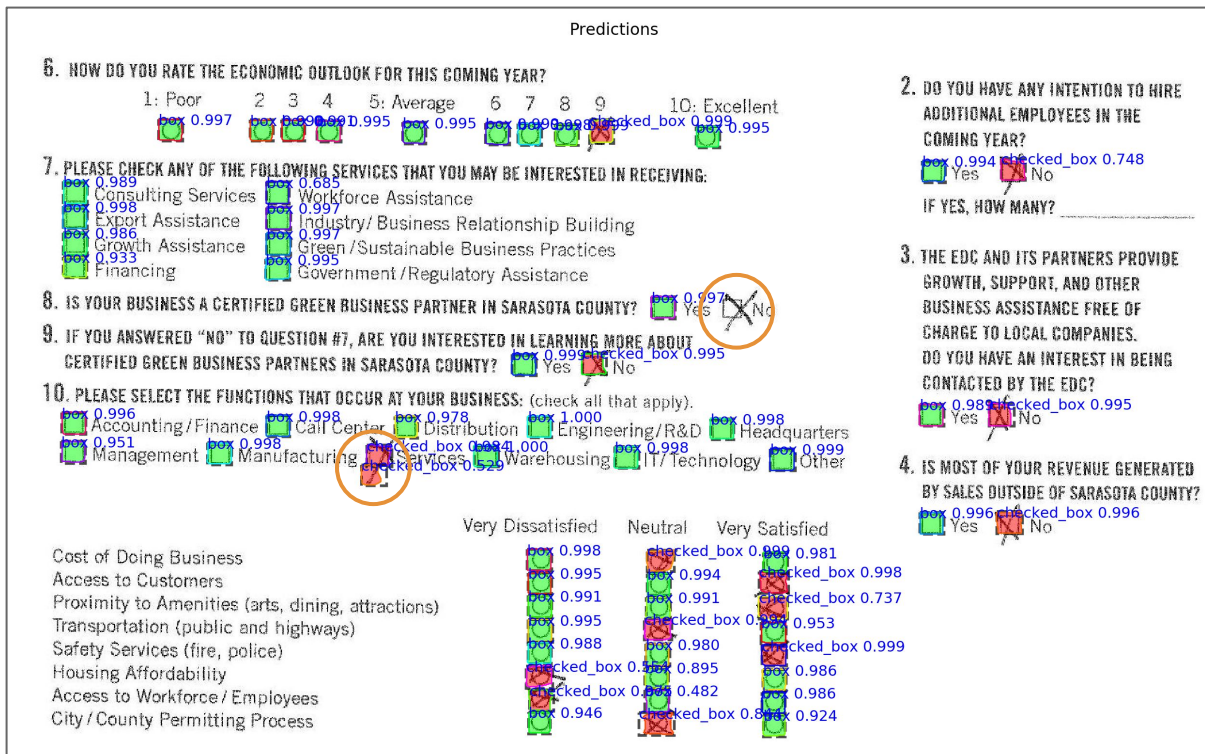 Predictions
6. HOW DO YOU RATE THE ECONOMIC OUTLOOK FOR THIS COMING YEAR?
1: Poor 2 3 4 5: Average 6 7 8 9 10: Excellent
box 0.997 box 0.995 box 0.995 checked_box 0.999 box 0.995
7. PLEASE CHECK ANY OF THE FOLLOWING SERVICES THAT YOU MAY BE INTERESTED IN RECEIVING:
box 0.989 Consulting Services box 0.685 Workforce Assistance
box 0.998 Export Assistance box 0.997 Industry/Business Relationship Building
box 0.986 Growth Assistance box 0.997 Green/Sustainable Business Practices
box 0.933 Financing box 0.995 Government/Regulatory Assistance
8. IS YOUR BUSINESS A CERTIFIED GREEN BUSINESS PARTNER IN SARASOTA COUNTY? box 0.997 Yes No
9. IF YOU ANSWERED “NO” TO QUESTION #7, ARE YOU INTERESTED IN LEARNING MORE ABOUT
CERTIFIED GREEN BUSINESS PARTNERS IN SARASOTA COUNTY? box 0.999 Yes checked_box 0.995 No
10. PLEASE SELECT THE FUNCTIONS THAT OCCUR AT YOUR BUSINESS: (check all that apply).
box 0.996 Accounting/Finance box 0.998 Call Center box 0.978 Distribution box 1.000 Engineering/R&D box 0.998 Headquarters
box 0.951 Management box 0.998 Manufacturing checked_box 0.984 Services box 1.000 Warehousing box 0.998 IT/Technology box 0.999 Other
checked_box 0.529
Very Dissatisfied Neutral Very Satisfied
Cost of Doing Business box 0.998 checked_box 0.999 box 0.981
Access to Customers box 0.995 box 0.994 checked_box 0.998
Proximity to Amenities (arts, dining, attractions) box 0.991 box 0.991 checked_box 0.737
Transportation (public and highways) box 0.995 checked_box 0.994 box 0.953
Safety Services (fire, police) box 0.988 box 0.980 checked_box 0.999
Housing Affordability checked_box box 0.895 box 0.986
Access to Workforce/Employees checked_box box 0.482 box 0.986
City/County Permitting Process box 0.946 checked_box box 0.924
2. DO YOU HAVE ANY INTENTION TO HIRE
ADDITIONAL EMPLOYEES IN THE
COMING YEAR?
box 0.994 Yes checked_box 0.748 No
IF YES, HOW MANY?
3. THE EDC AND ITS PARTNERS PROVIDE
GROWTH, SUPPORT, AND OTHER
BUSINESS ASSISTANCE FREE OF
CHARGE TO LOCAL COMPANIES.
DO YOU HAVE AN INTEREST IN BEING
CONTACTED BY THE EDC?
box 0.989 Yes checked_box 0.995 No
4. IS MOST OF YOUR REVENUE GENERATED
BY SALES OUTSIDE OF SARASOTA COUNTY?
box 0.996 Yes checked_box 0.996 No